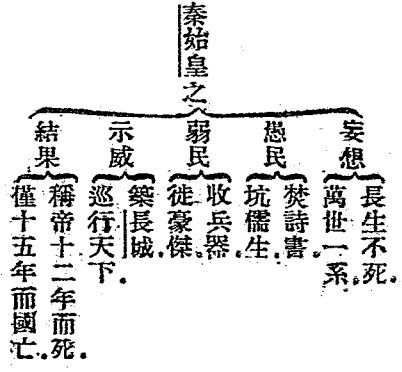 秦始皇之
妄想
長生不死。
萬世一系。
愚民
焚詩書。
坑儒生。
弱民
收兵器。
徙豪傑。
示威
築長城。
巡行天下。
結果
稱帝十二年而死。
僅十五年而國亡。